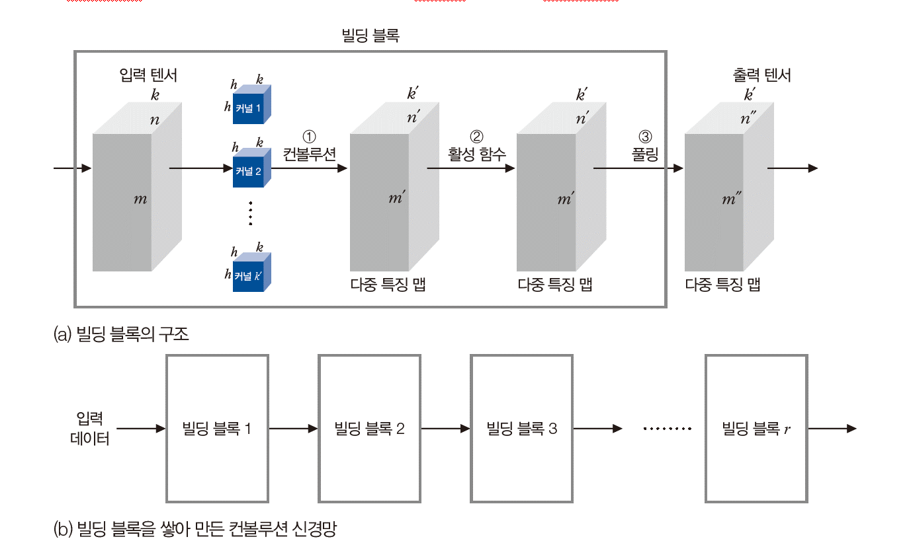 빌딩 블록
입력 텐서
k
n
m
h k
h 커널 1
h k
커널 2
h k
h 커널 k′
①
컨볼루션
k′
n′
m′
다중 특징 맵
②
활성 함수
k′
n′
m′
다중 특징 맵
③
풀링
출력 텐서
k′
n″
m″
다중 특징 맵
(a) 빌딩 블록의 구조
입력
데이터
빌딩 블록 1
빌딩 블록 2
빌딩 블록 3
········
빌딩 블록 r
(b) 빌딩 블록을 쌓아 만든 컨볼루션 신경망